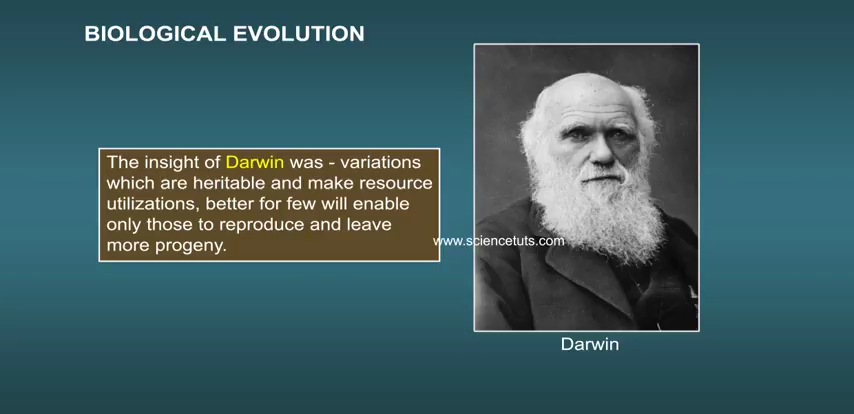 BIOLOGICAL EVOLUTION
The insight of Darwin was - variations
which are heritable and make resource
utilizations, better for few will enable
only those to reproduce and leave
more progeny.
www.sciencetuts.com
Darwin